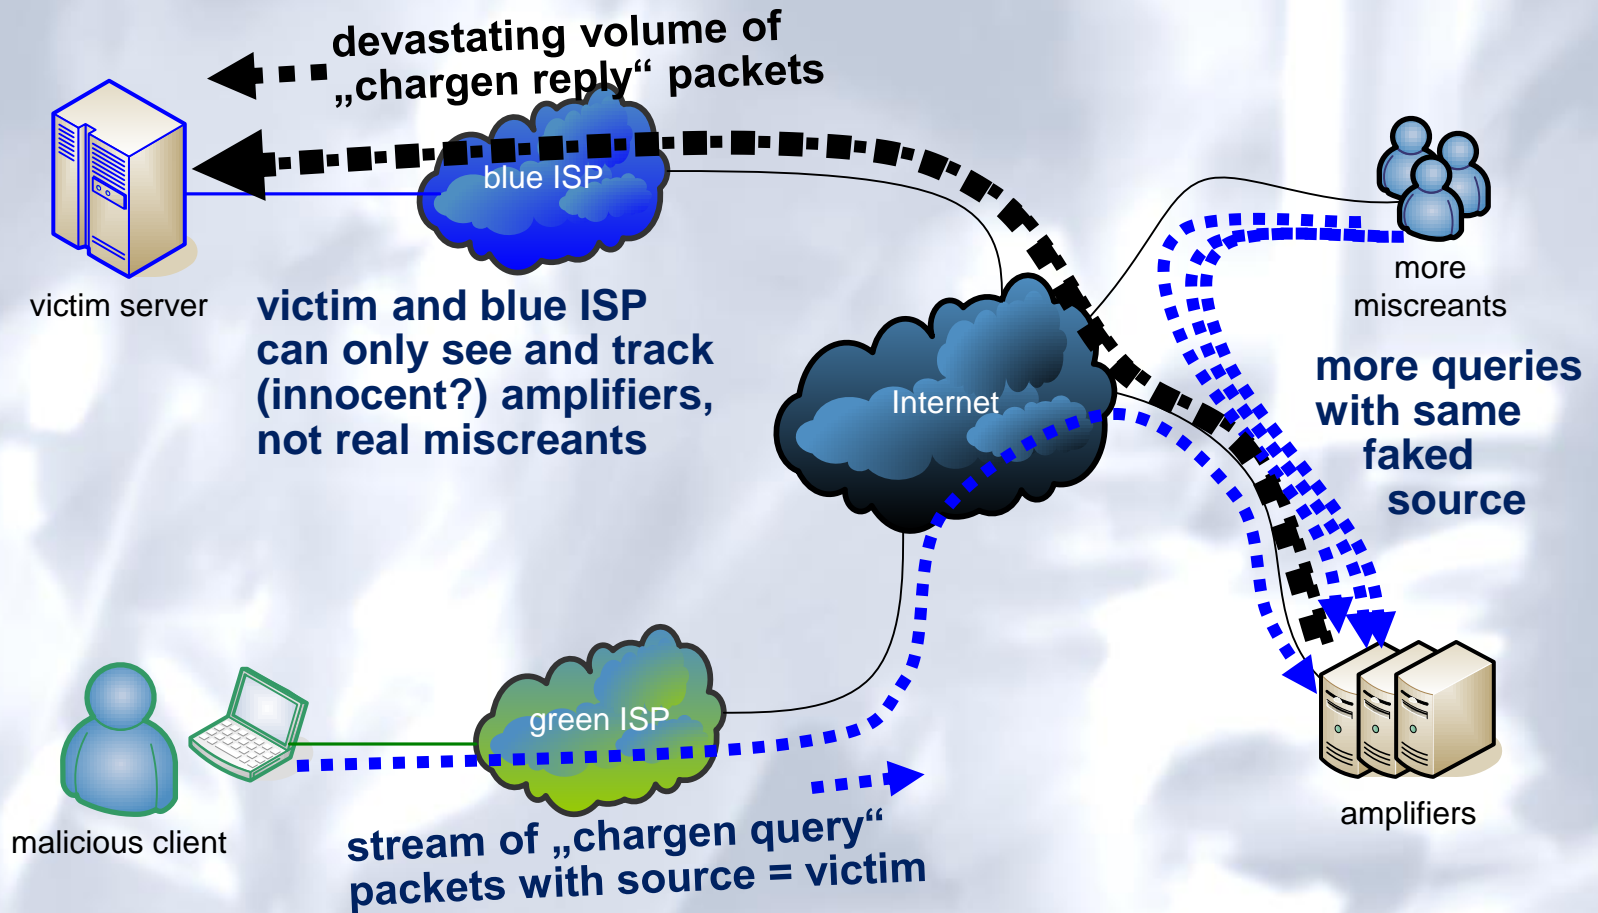 devastating volume of
„chargen reply“ packets
blue ISP
victim server
victim and blue ISP
can only see and track
(innocent?) amplifiers,
not real miscreants
more
miscreants
more queries
with same
faked
source
Internet
green ISP
malicious client
stream of „chargen query“
packets with source = victim
amplifiers